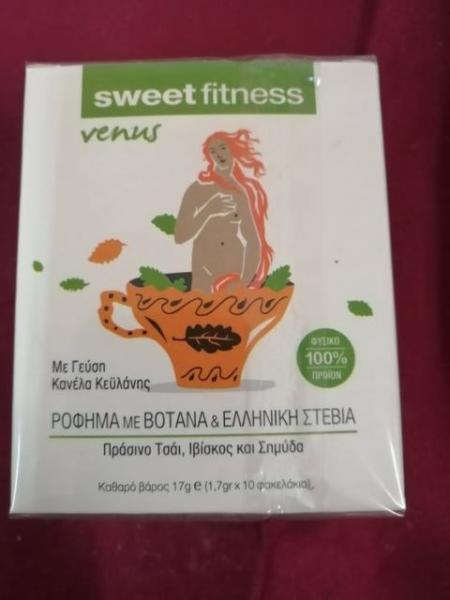 sweet fitness
venus
Με Γεύση
Κανέλα Κεϋλάνης
ΦΥΣΙΚΟ
100%
ΠΡΟΪΟΝ
ΡΟΦΗΜΑ ΜΕ ΒΟΤΑΝΑ & ΕΛΛΗΝΙΚΗ ΣΤΕΒΙΑ
Πράσινο Τσάι, Ιβίσκος και Σημύδα
Καθαρό βάρος 17g e (1,7gr x 10 φακελάκια)